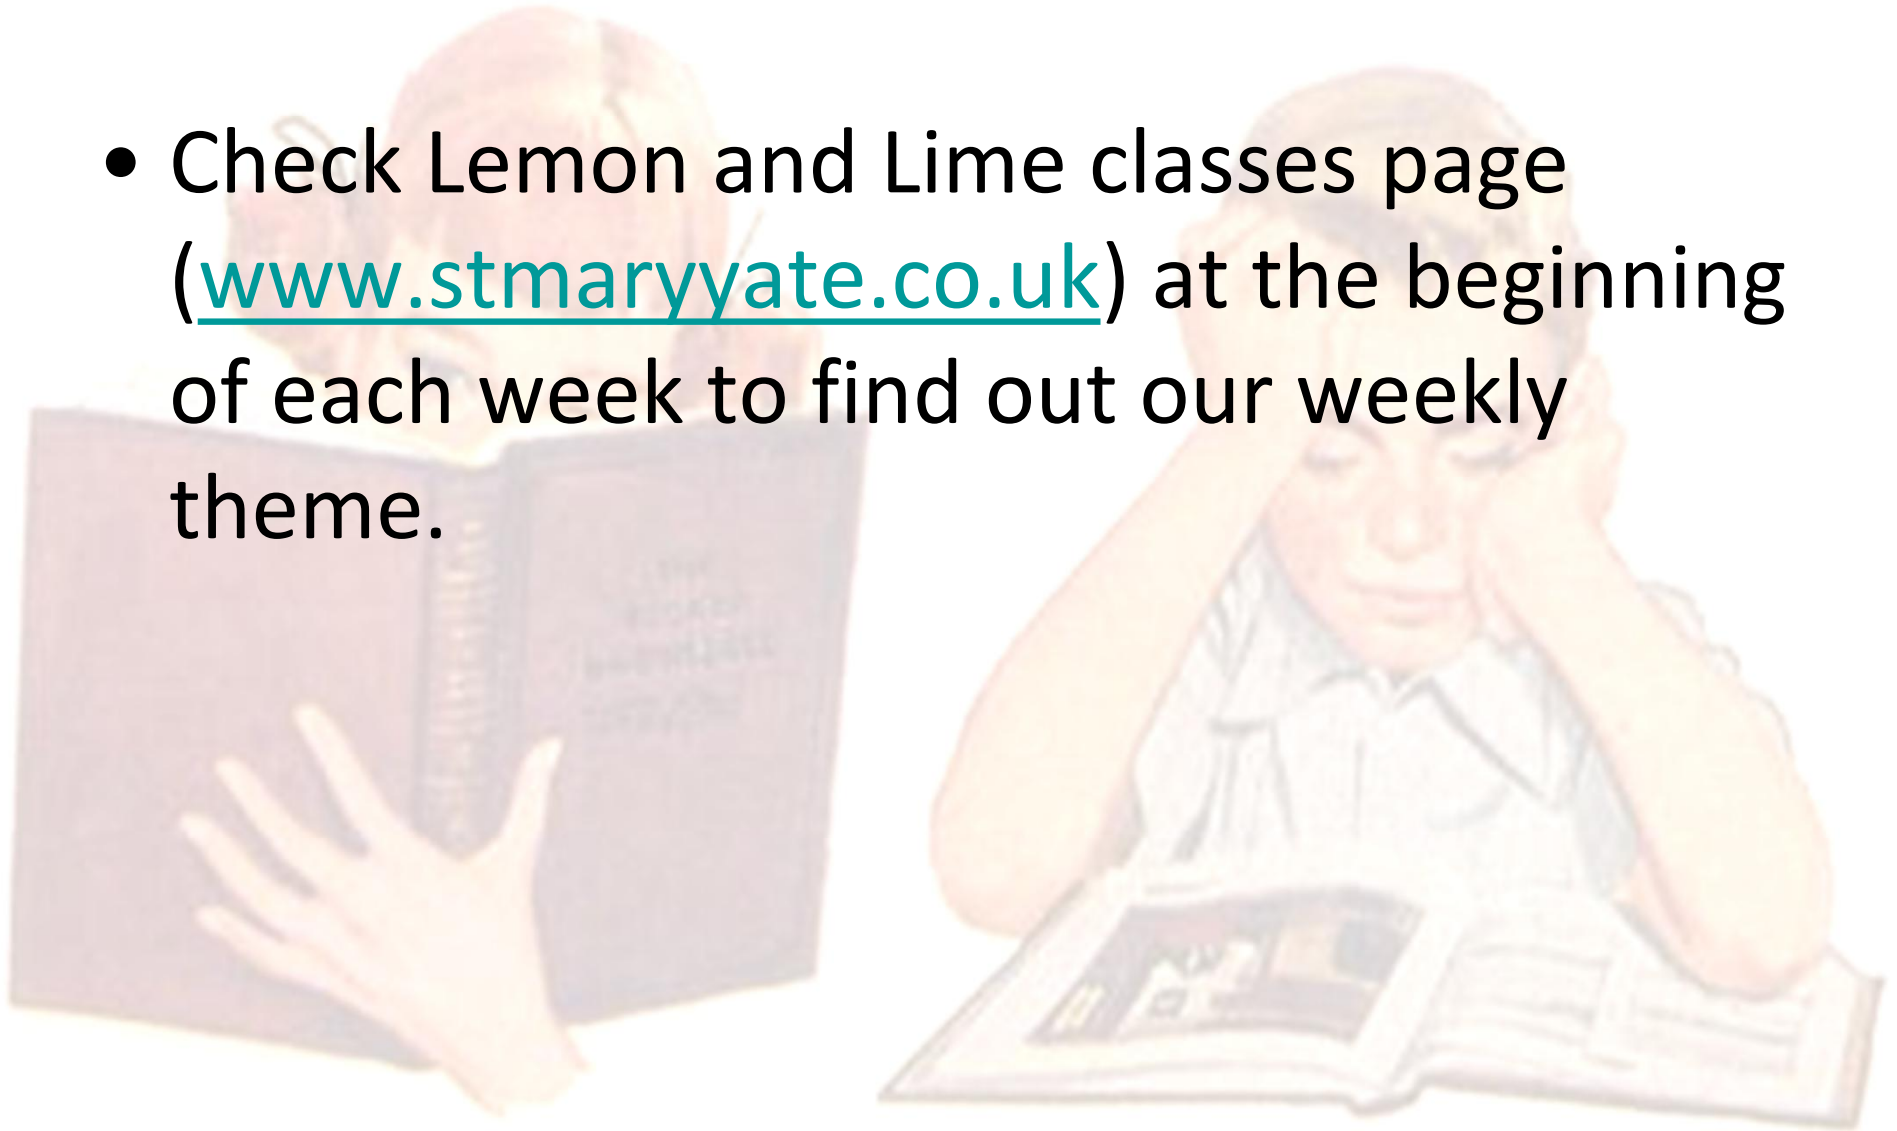 • Check Lemon and Lime classes page
(www.stmaryyate.co.uk) at the beginning
of each week to find out our weekly
theme.